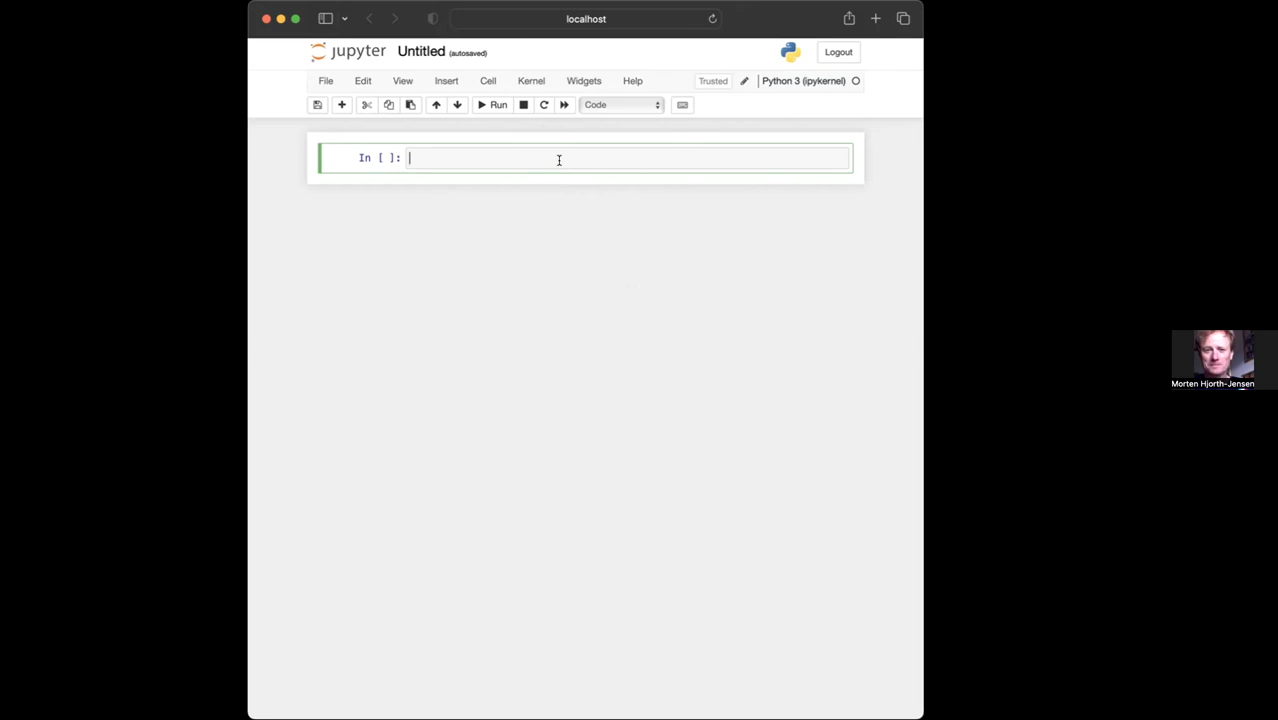 localhost
jupyter Untitled (autosaved)
Logout
File Edit View Insert Cell Kernel Widgets Help
Trusted Python 3 (ipykernel)
Run Code
In [ ]:
Morten Hjorth-Jensen